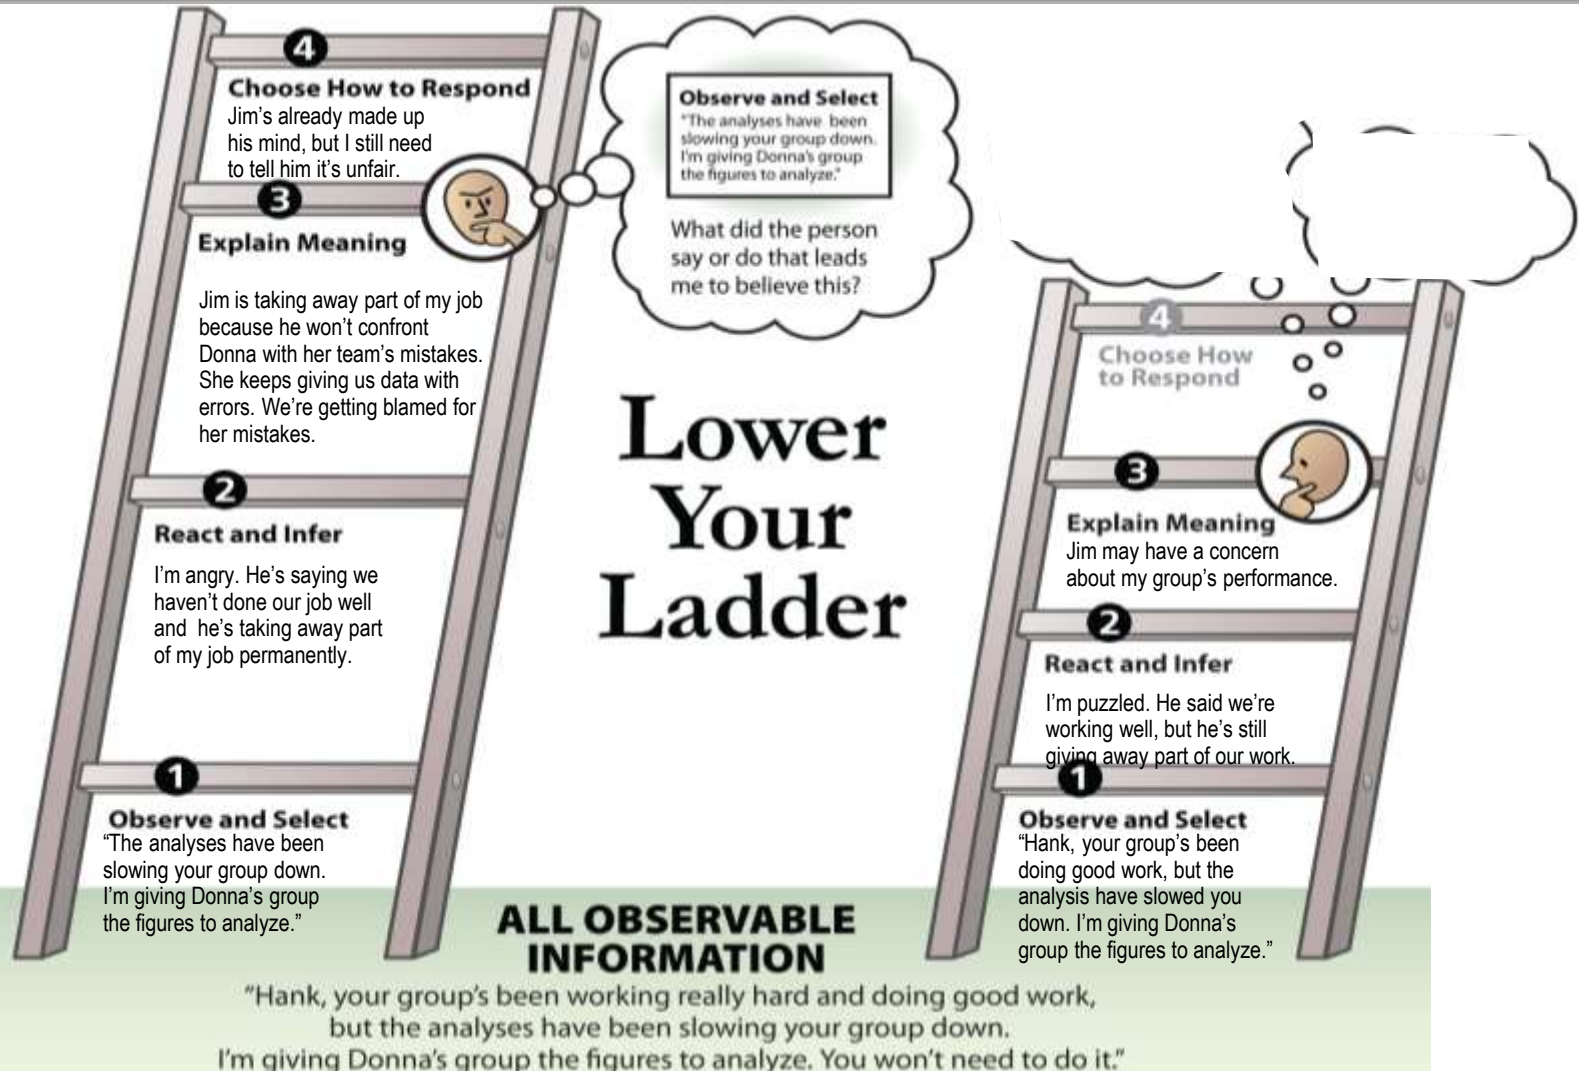 4
Choose How to Respond
Jim's already made up
his mind, but I still need
to tell him it's unfair.
3
Explain Meaning
Jim is taking away part of my job
because he won't confront
Donna with her team's mistakes.
She keeps giving us data with
errors. We're getting blamed for
her mistakes.
2
React and Infer
I'm angry. He's saying we
haven't done our job well
and he's taking away part
of my job permanently.
1
Observe and Select
“The analyses have been
slowing your group down.
I'm giving Donna's group
the figures to analyze.”
Observe and Select
"The analyses have been
slowing your group down.
I'm giving Donna's group
the figures to analyze."
What did the person
say or do that leads
me to believe this?
Lower
Your
Ladder
4
Choose How
to Respond
3
Explain Meaning
Jim may have a concern
about my group's performance.
2
React and Infer
I'm puzzled. He said we're
working well, but he's still
giving away part of our work.
1
Observe and Select
“Hank, your group's been
doing good work, but the
analysis have slowed you
down. I'm giving Donna's
group the figures to analyze.”
ALL OBSERVABLE
INFORMATION
"Hank, your group's been working really hard and doing good work,
but the analyses have been slowing your group down.
I'm giving Donna's group the figures to analyze. You won't need to do it."